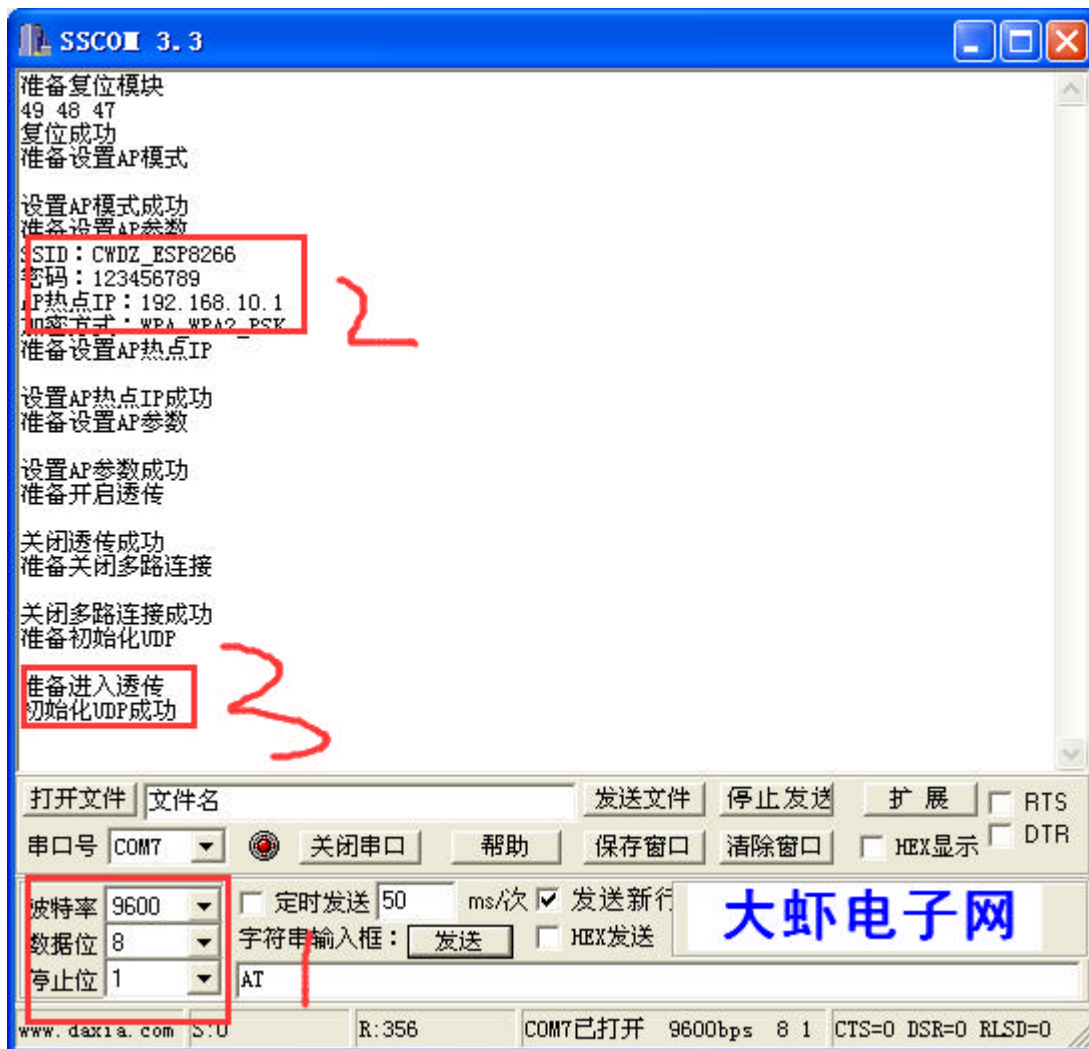 SSCOM 3.3
准备复位模块
49 48 47
复位成功
准备设置AP模式
设置AP模式成功
准备设置AP参数
SSID：CWDZ_ESP8266
密码：123456789
AP热点IP：192.168.10.1
加密方式：WPA_WPA2_PSK
准备设置AP热点IP
设置AP热点IP成功
准备设置AP参数
设置AP参数成功
准备开启透传
关闭透传成功
准备关闭多路连接
关闭多路连接成功
准备初始化UDP
准备进入透传
初始化UDP成功
2
3
打开文件 文件名 发送文件 停止发送 扩展 RTS
串口号 COM7 关闭串口 帮助 保存窗口 清除窗口 HEX显示 DTR
波特率 9600 定时发送 50 ms/次 发送新行 大虾电子网
数据位 8 字符串输入框： 发送 HEX发送
停止位 1 AT
1
www.daxia.com S:0 R:356 COM7已打开 9600bps 8 1 CTS=0 DSR=0 RLSD=0